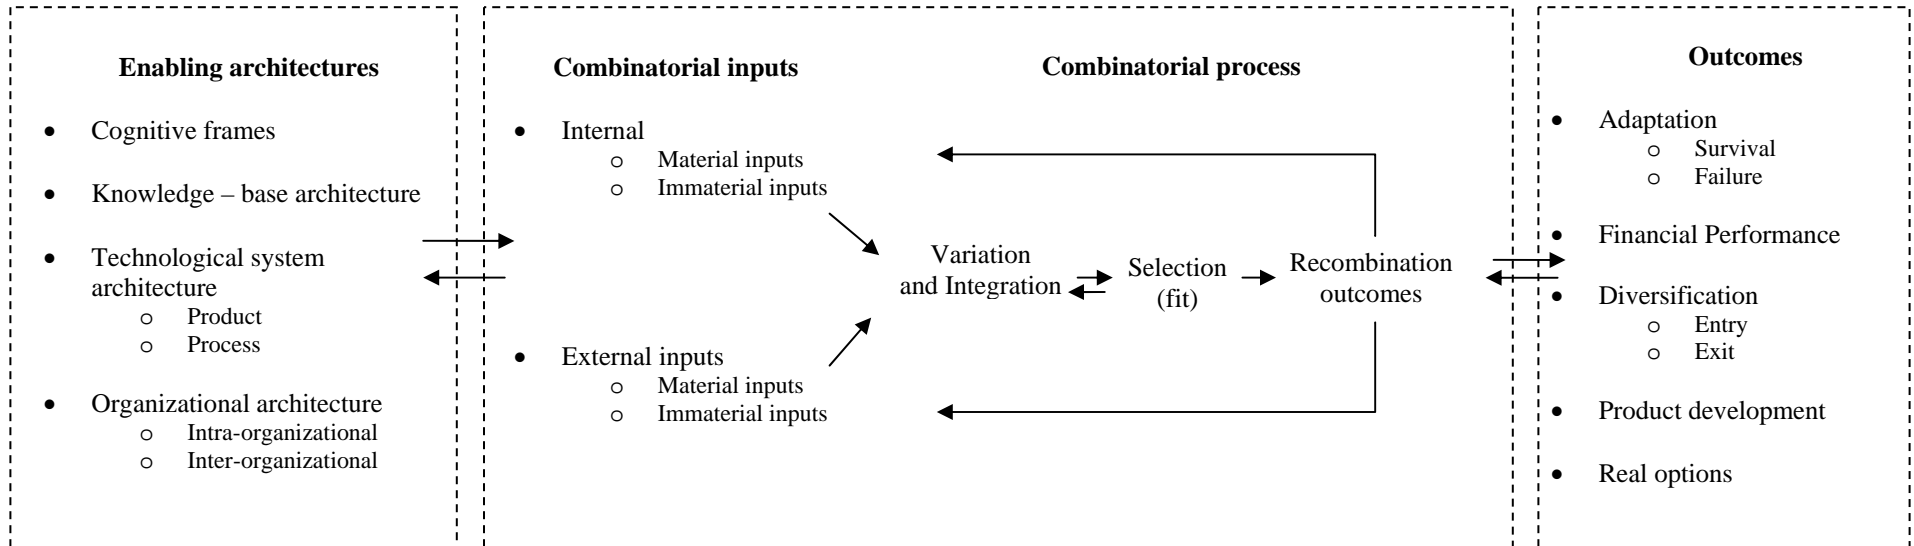 Enabling architectures
Cognitive frames
Knowledge – base architecture
Technological system
architecture
Product
Process
Organizational architecture
Intra-organizational
Inter-organizational
Combinatorial inputs
Internal
Material inputs
Immaterial inputs
External inputs
Material inputs
Immaterial inputs
Combinatorial process
Variation
and Integration
Selection
(fit)
Recombination
outcomes
Outcomes
Adaptation
Survival
Failure
Financial Performance
Diversification
Entry
Exit
Product development
Real options